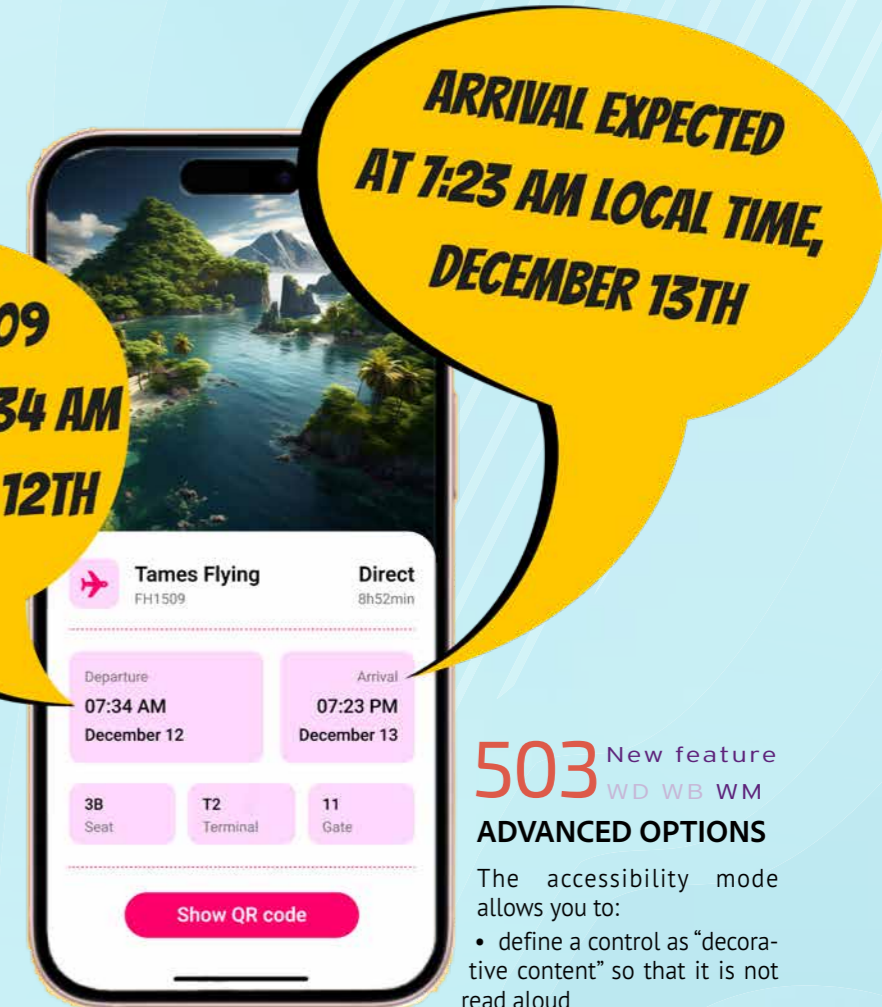 ARRIVAL EXPECTED
AT 7:23 AM LOCAL TIME,
DECEMBER 13TH
09
34 AM
12TH
Tames Flying
Direct
FH1509
8h52min
Departure
Arrival
07:34 AM
07:23 PM
December 12
December 13
3B
T2
11
Seat
Terminal
Gate
Show QR code
503 New feature
WD WB WM
ADVANCED OPTIONS
The accessibility mode
allows you to:
• define a control as “decora-
tive content” so that it is not
read aloud